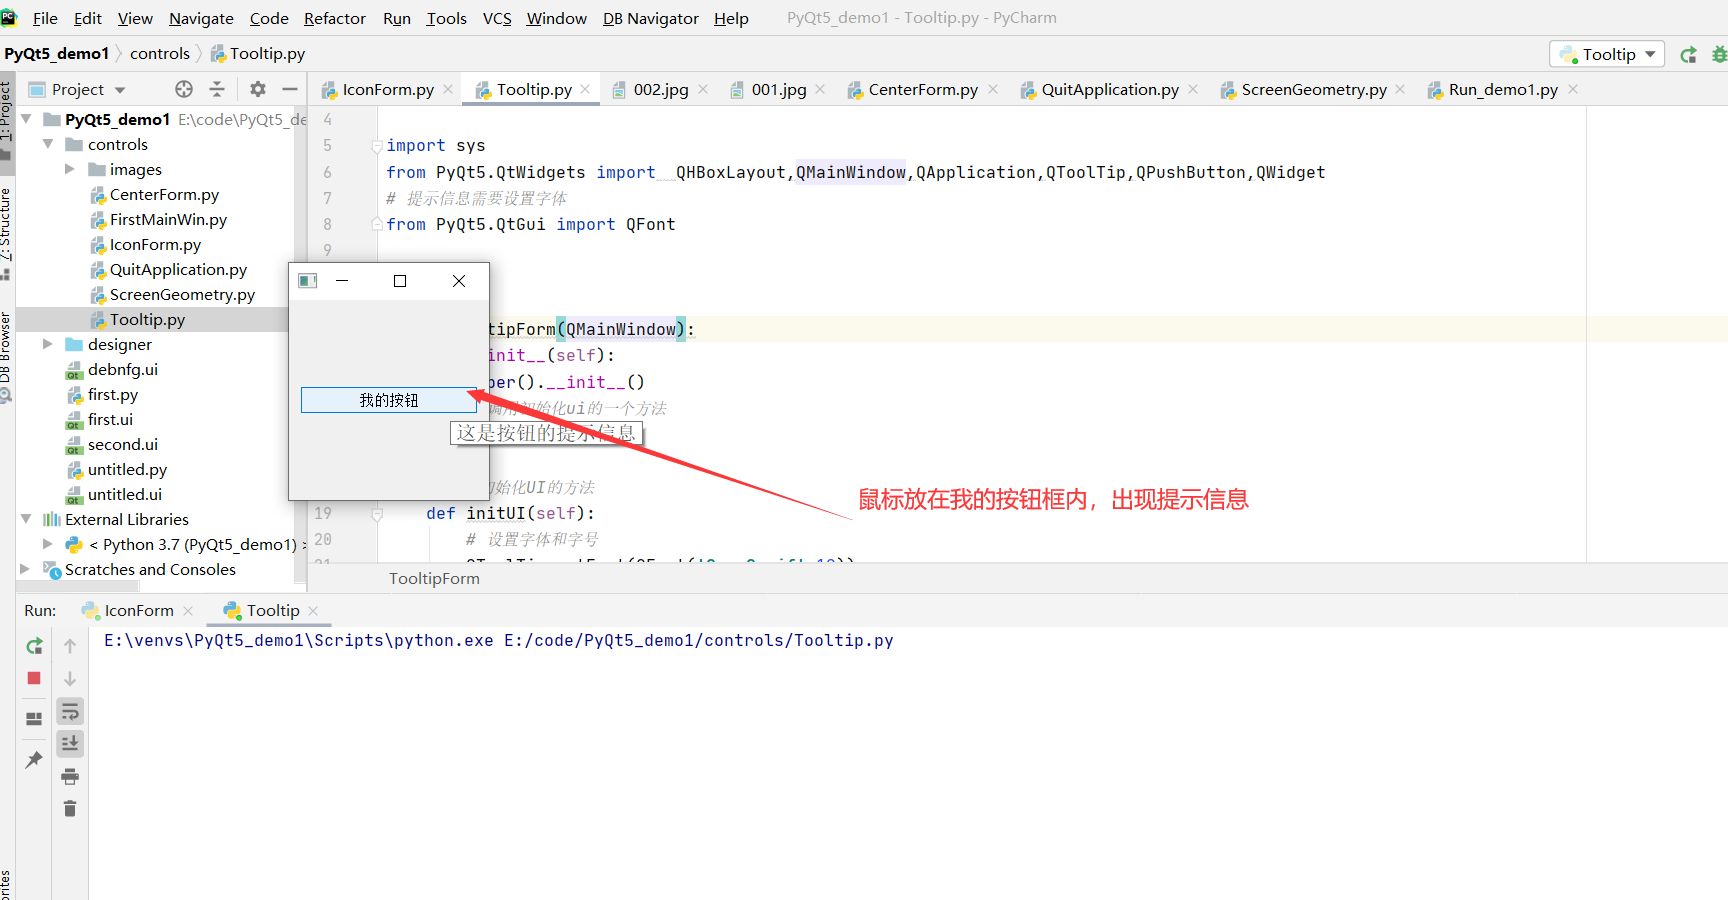 File Edit View Navigate Code Refactor Run Tools VCS Window DB Navigator Help PyQt5_demo1 - Tooltip.py - PyCharm
PyQt5_demo1 controls Tooltip.py
Tooltip
Project
IconForm.py Tooltip.py 002.jpg 001.jpg CenterForm.py QuitApplication.py ScreenGeometry.py Run_demo1.py
1: Project
Z: Structure
DB Browser
PyQt5_demo1 E:\code\PyQt5_de
controls
images
CenterForm.py
FirstMainWin.py
IconForm.py
QuitApplication.py
ScreenGeometry.py
Tooltip.py
designer
debnfg.ui
first.py
first.ui
second.ui
untitled.py
untitled.ui
External Libraries
< Python 3.7 (PyQt5_demo1)
Scratches and Consoles
4
5 import sys
6 from PyQt5.QtWidgets import QHBoxLayout,QMainWindow,QApplication,QToolTip,QPushButton,QWidget
7 # 提示信息需要设置字体
8 from PyQt5.QtGui import QFont
9
tipForm(QMainWindow):
init__(self):
per().__init__()
调用初始化ui的一个方法
初始化UI的方法
19 def initUI(self):
20 # 设置字体和字号
我的按钮
这是按钮的提示信息
鼠标放在我的按钮框内，出现提示信息
TooltipForm
Run: IconForm Tooltip
E:\venvs\PyQt5_demo1\Scripts\python.exe E:/code/PyQt5_demo1/controls/Tooltip.py